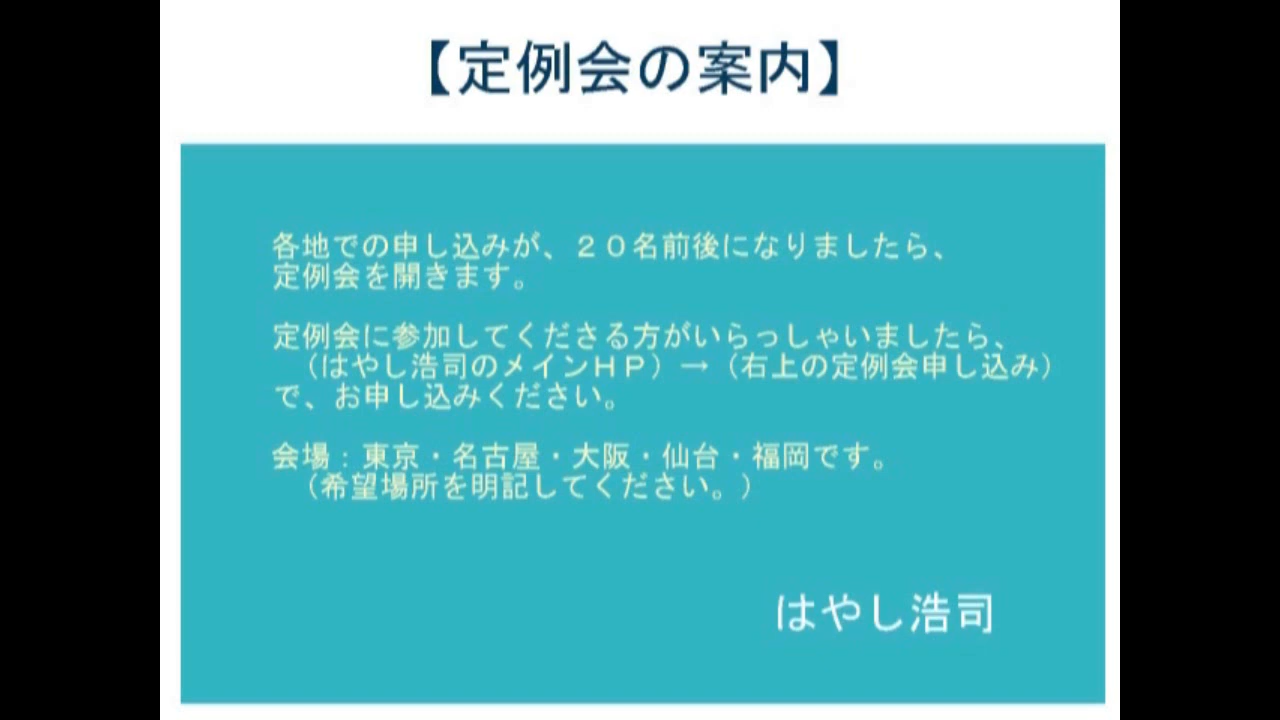 【定例会の案内】
各地での申し込みが、２０名前後になりましたら、
定例会を開きます。
定例会に参加してくださる方がいらっしゃいましたら、
（はやし浩司のメインＨＰ）→（右上の定例会申し込み）
で、お申し込みください。
会場：東京・名古屋・大阪・仙台・福岡です。
（希望場所を明記してください。）
はやし浩司